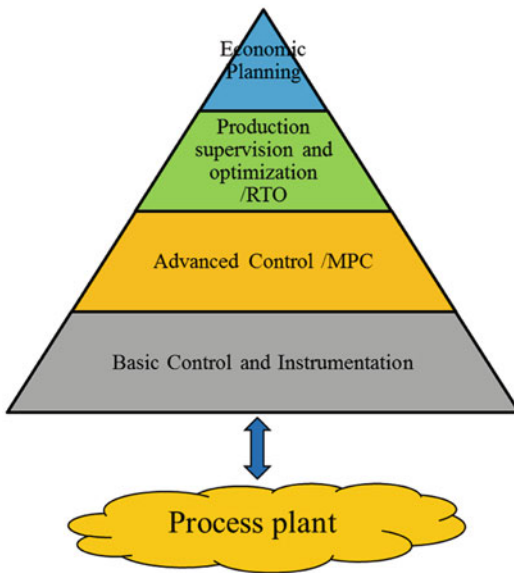 Economic
Planning
Production
supervision and
optimization
/RTO
Advanced Control /MPC
Basic Control and Instrumentation
Process plant